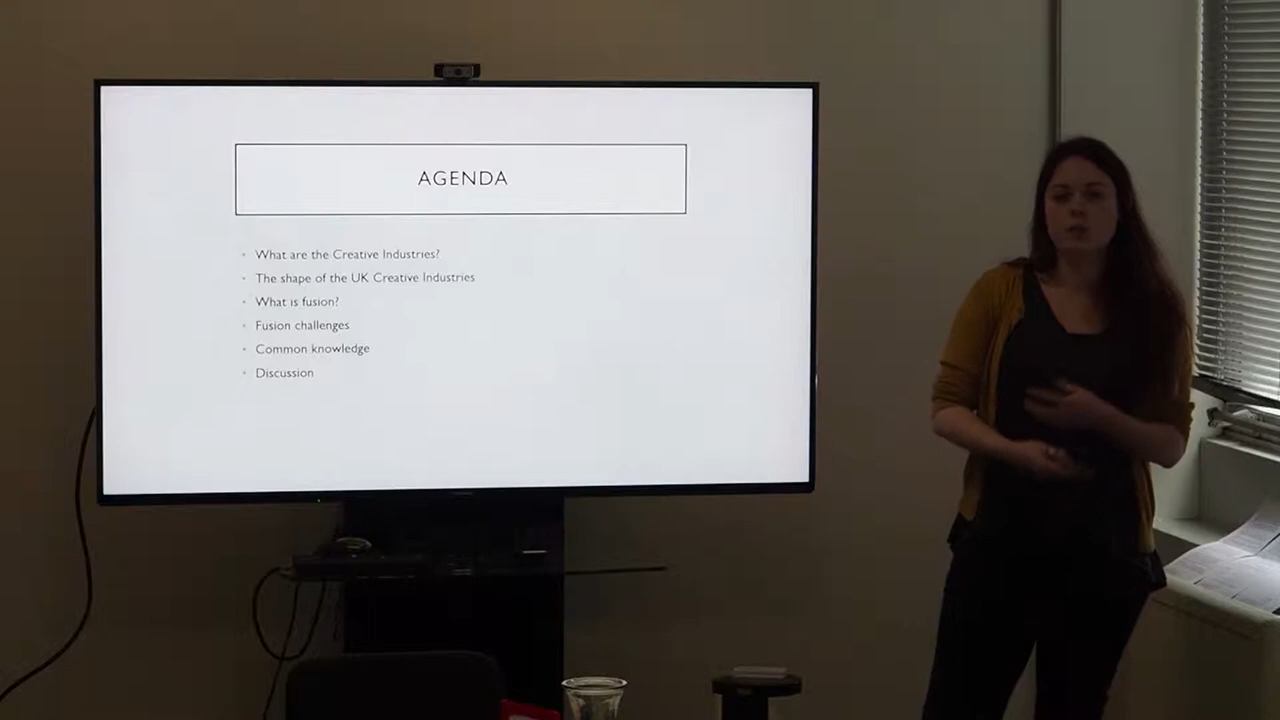 AGENDA
What are the Creative Industries?
The shape of the UK Creative Industries
What is fusion?
Fusion challenges
Common knowledge
Discussion